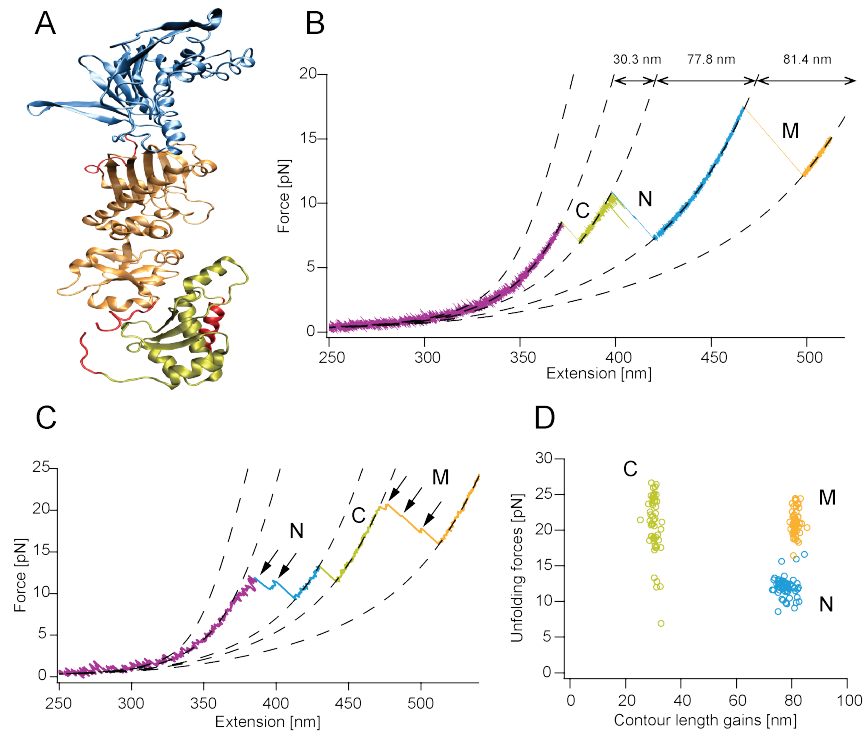 A
B
30.3 nm 77.8 nm 81.4 nm
20
15
10
5
0
Force [pN]
C
N
M
250 300 350 400 450 500
Extension [nm]
C
25
20
15
10
5
0
Force [pN]
N
C
M
250 300 350 400 450 500
Extension [nm]
D
30
25
20
15
10
5
0
Unfolding forces [pN]
C
M
N
0 20 40 60 80 100
Contour length gains [nm]